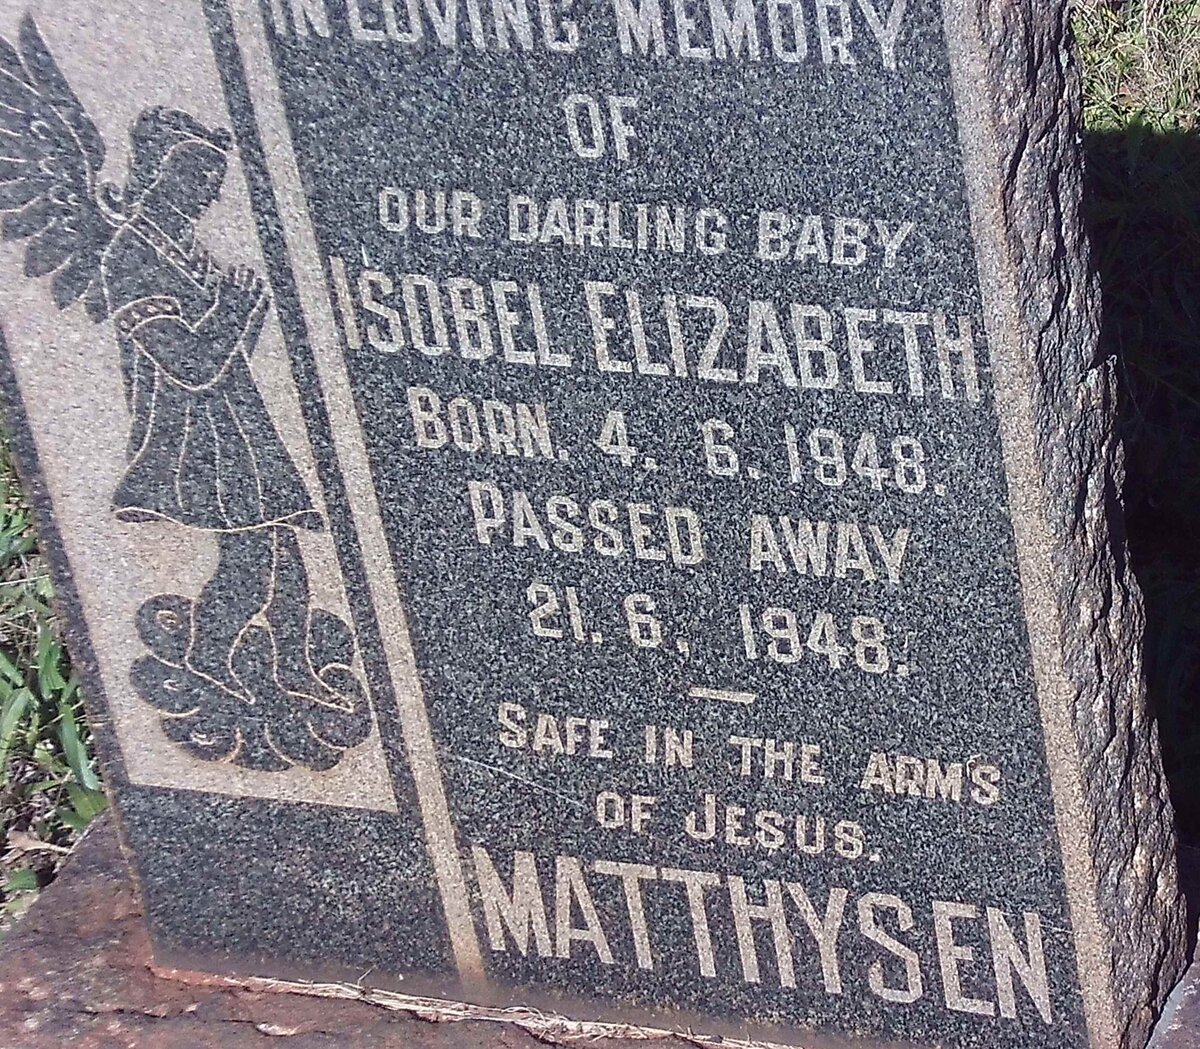 IN LOVING MEMORY
OF
OUR DARLING BABY
ISOBEL ELIZABETH
BORN. 4. 6. 1948.
PASSED AWAY
21. 6. 1948.
—
SAFE IN THE ARMS
OF JESUS.
MATTHYSEN